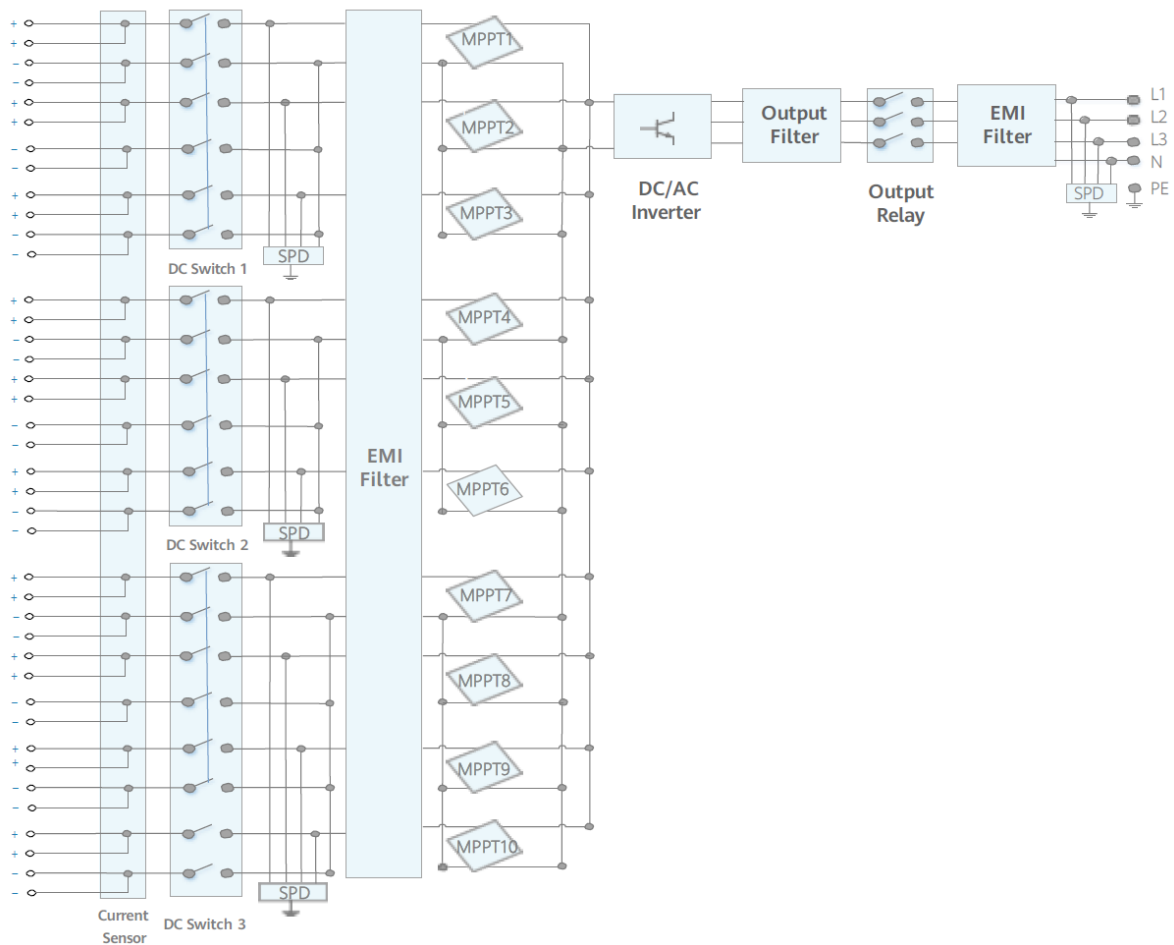 +
+
−
−
+
+
−
−
+
+
−
−
DC Switch 1
SPD
+
+
−
−
+
+
−
−
+
+
−
−
DC Switch 2
SPD
+
+
−
−
+
+
−
−
+
+
−
−
+
+
−
−
Current
Sensor
DC Switch 3
SPD
EMI
Filter
MPPT1
MPPT2
MPPT3
MPPT4
MPPT5
MPPT6
MPPT7
MPPT8
MPPT9
MPPT10
DC/AC
Inverter
Output
Filter
Output
Relay
EMI
Filter
SPD
L1
L2
L3
N
PE